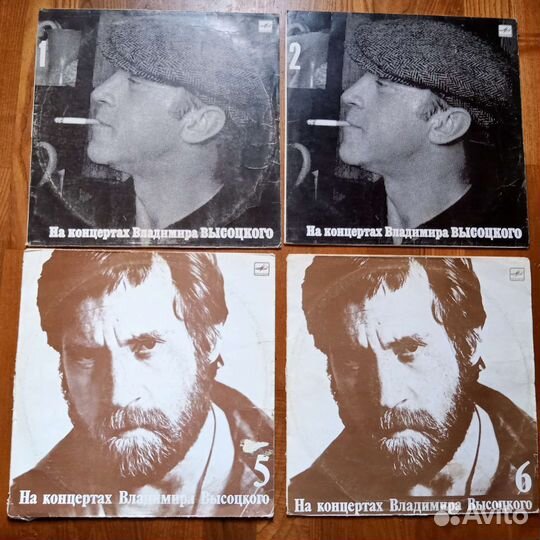 1
На концертах Владимира ВЫСОЦКОГО
2
На концертах Владимира ВЫСОЦКОГО
5
На концертах Владимира Высоцкого
6
На концертах Владимира Высоцкого
Avito